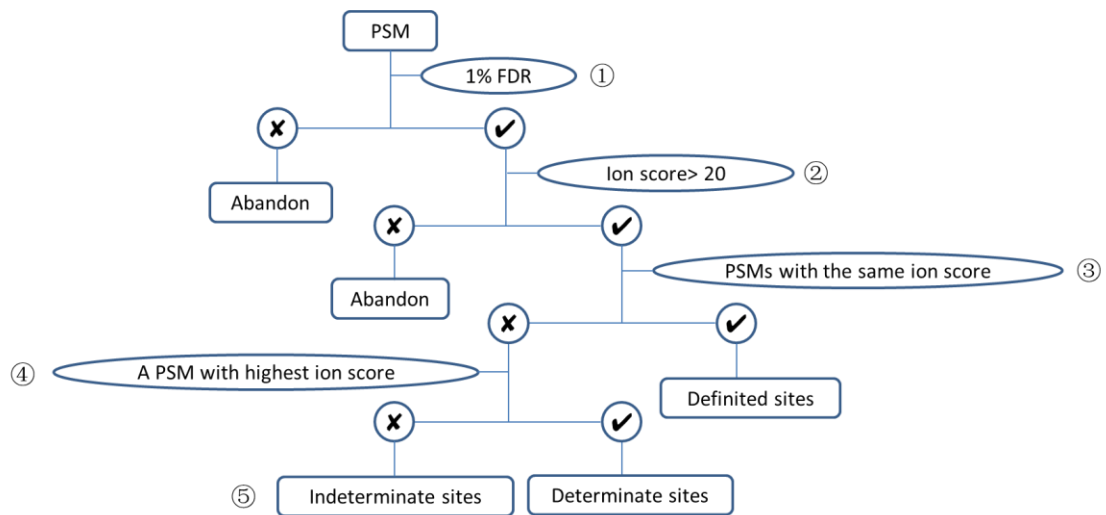 PSM
1% FDR ①
✘ ✔
Ion score> 20 ②
Abandon
✘ ✔
PSMs with the same ion score ③
Abandon
✘ ✔
④ A PSM with highest ion score
Definited sites
✘ ✔
⑤ Indeterminate sites Determinate sites